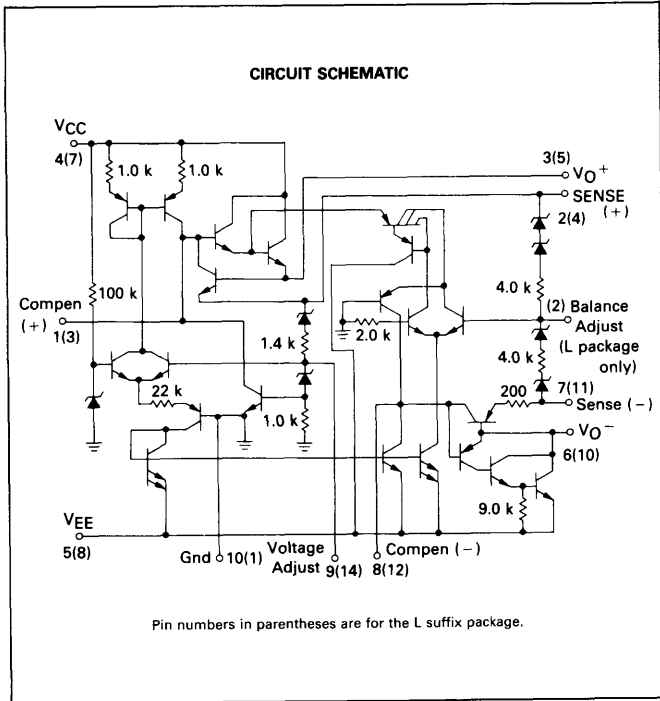 CIRCUIT SCHEMATIC
VCC
4(7)
1.0 k
1.0 k
3(5)
VO+
SENSE
(+)
2(4)
100 k
4.0 k
Compen
(+)
1(3)
1.4 k
2.0 k
(2) Balance
Adjust
(L package
only)
4.0 k
22 k
1.0 k
200
7(11)
Sense (-)
VO-
6(10)
9.0 k
VEE
5(8)
Gnd
10(1)
Voltage
Adjust
9(14)
8(12)
Compen (-)
Pin numbers in parentheses are for the L suffix package.